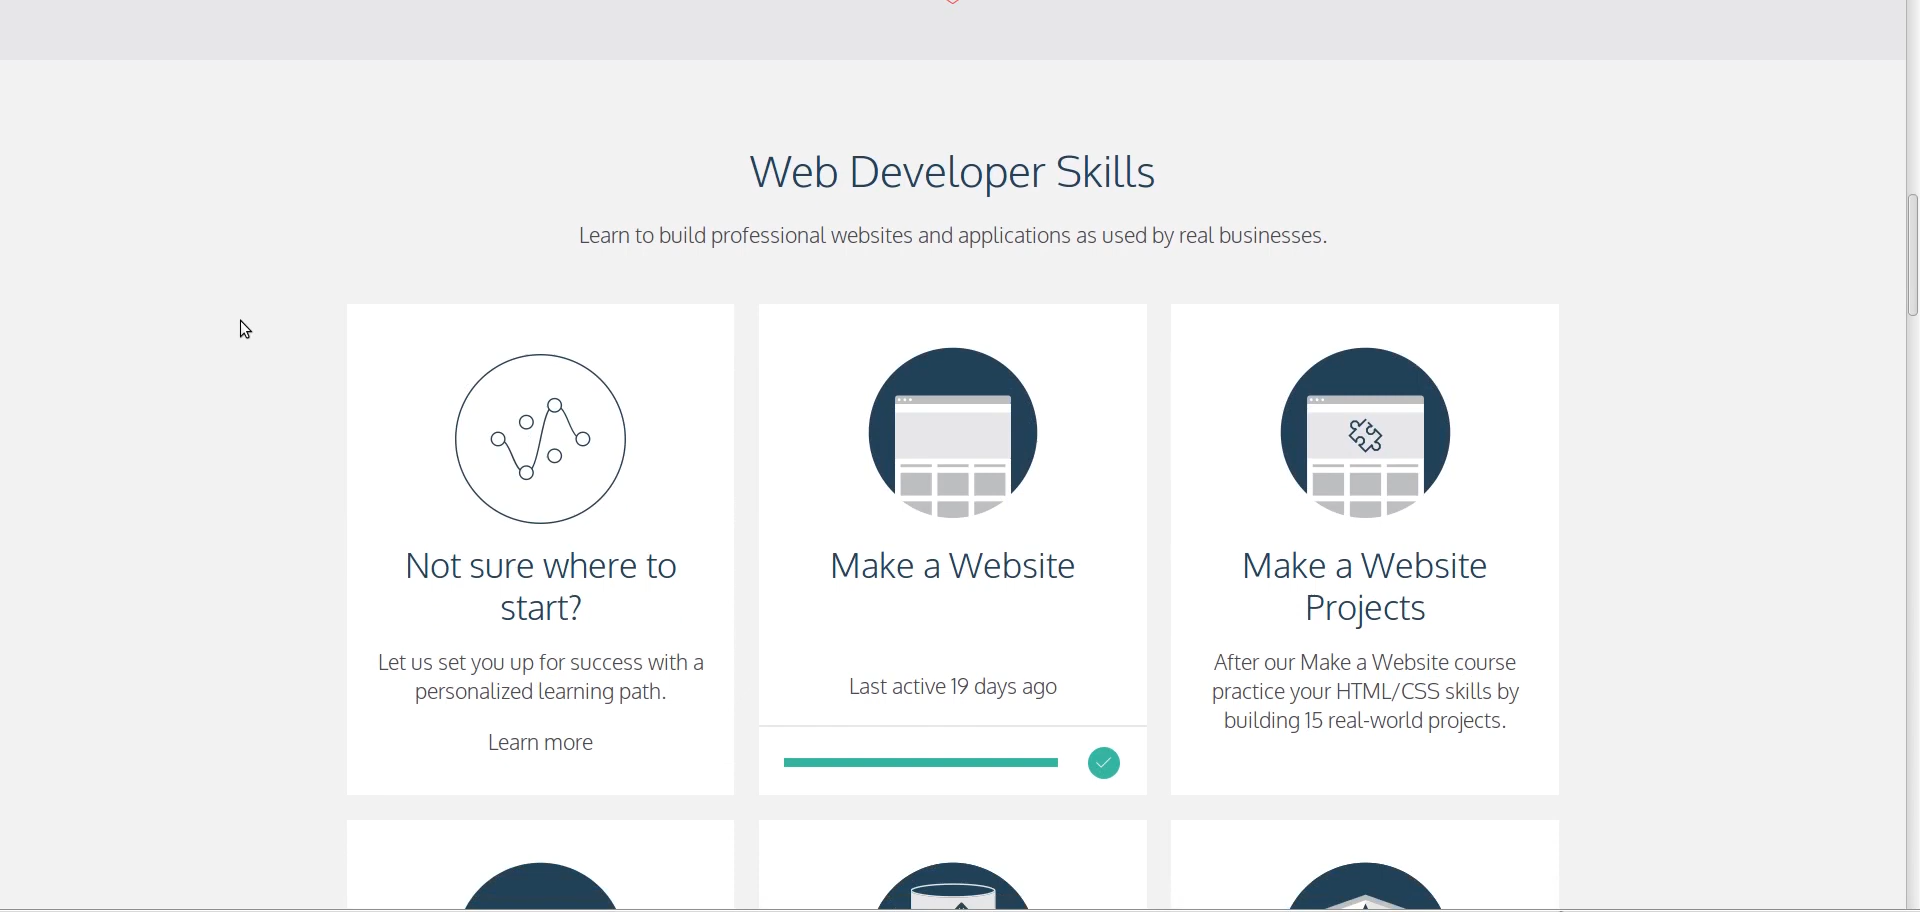 Web Developer Skills
Learn to build professional websites and applications as used by real businesses.
Not sure where to
start?
Let us set you up for success with a
personalized learning path.
Learn more
Make a Website
Last active 19 days ago
Make a Website
Projects
After our Make a Website course
practice your HTML/CSS skills by
building 15 real-world projects.